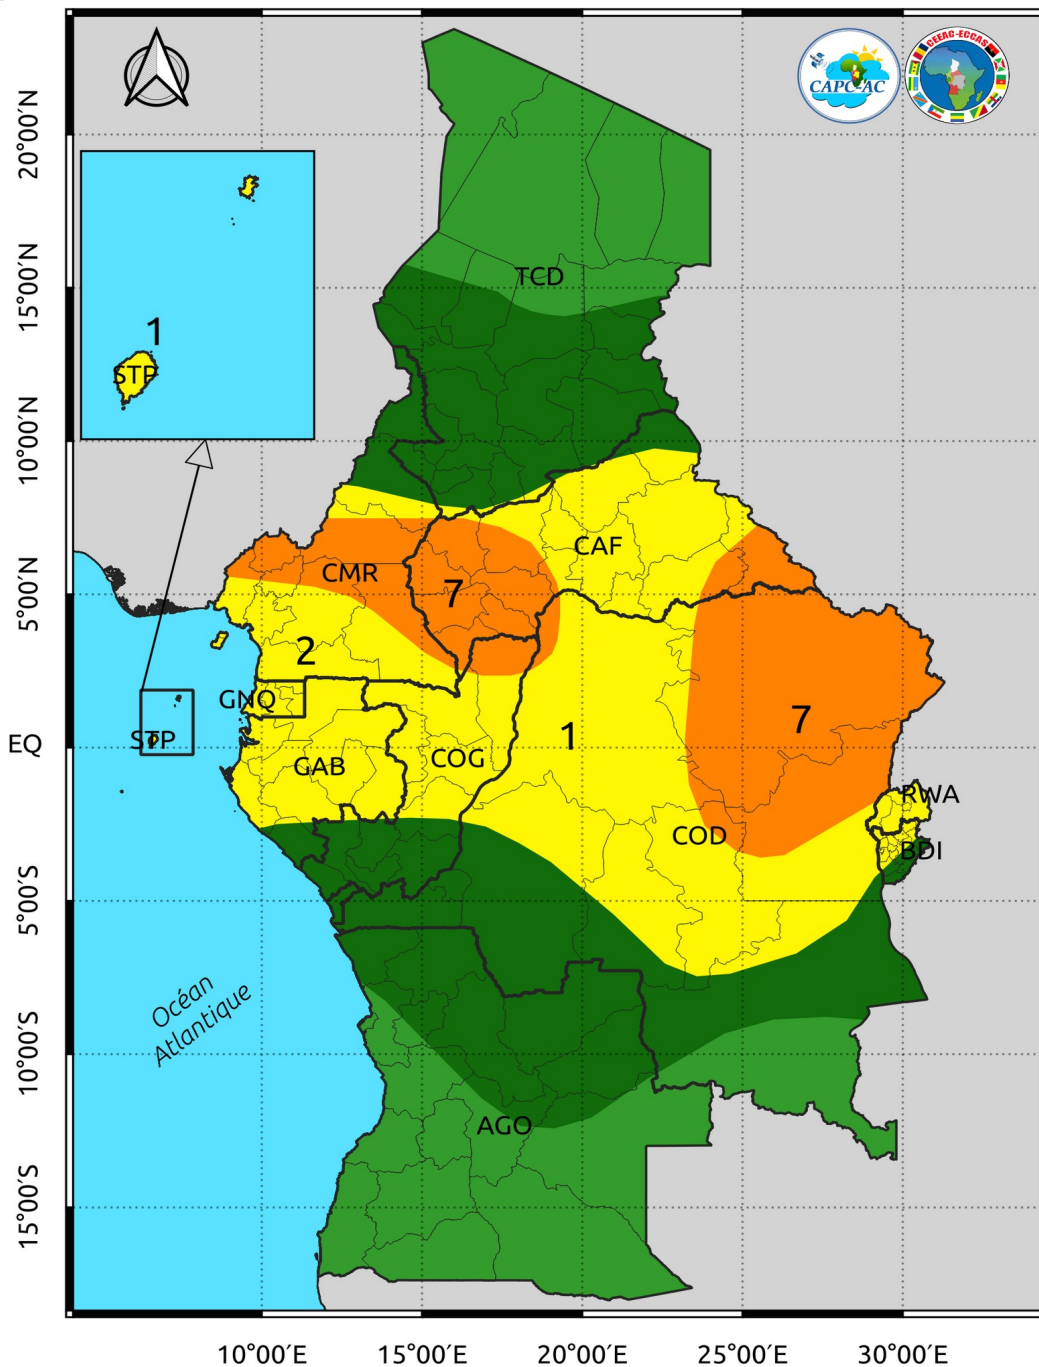 CAPC-AC
CEEAC-ECCAS
20°00′N
15°00′N
10°00′N
5°00′N
EQ
5°00′S
10°00′S
15°00′S
1
STP
TCD
CAF
CMR
7
2
GNQ
STP
GAB
COG
1
7
COD
RWA
BDI
Océan
Atlantique
AGO
10°00′E
15°00′E
20°00′E
25°00′E
30°00′E